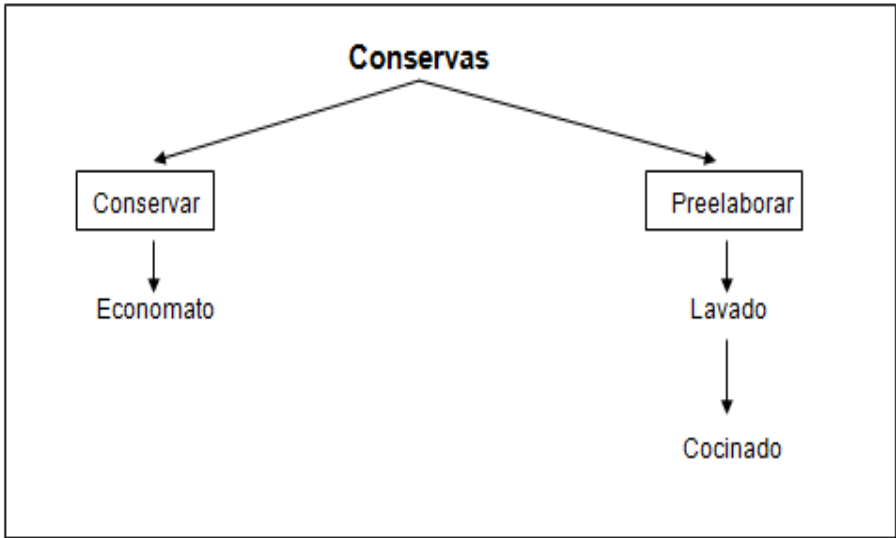 Conservas
Conservar
Preelaborar
Economato
Lavado
Cocinado